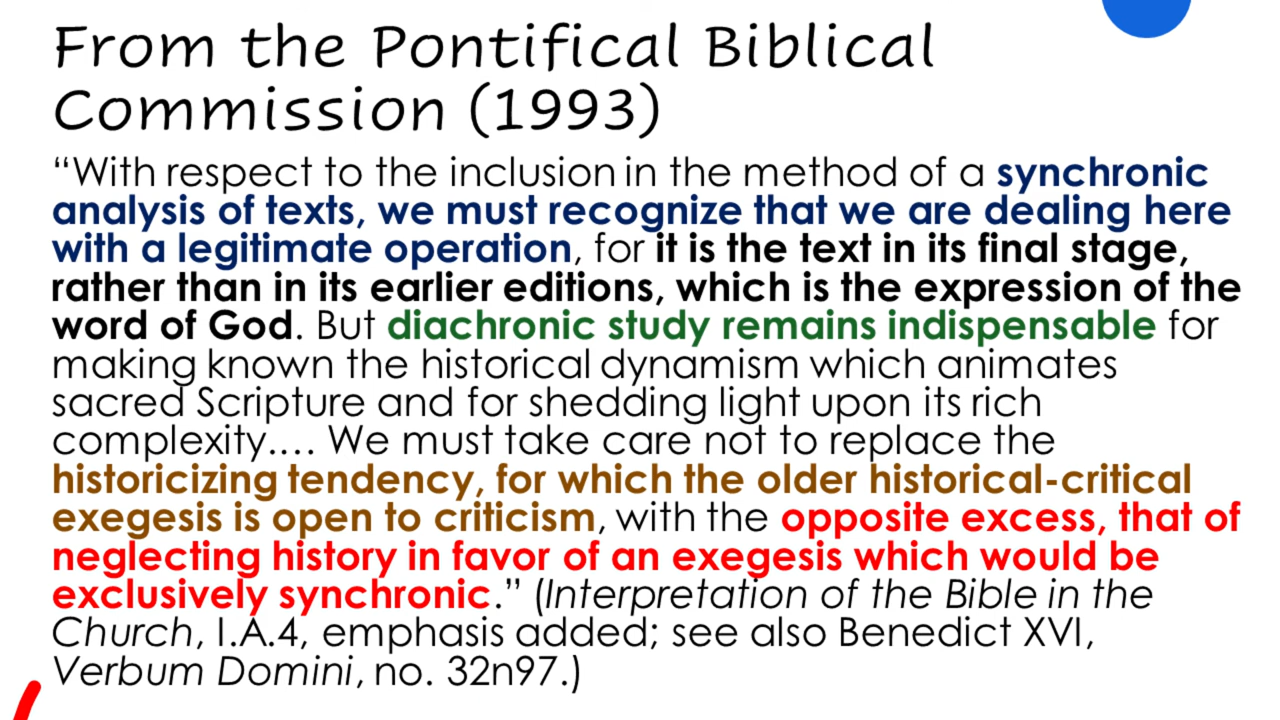 From the Pontifical Biblical
Commission (1993)
“With respect to the inclusion in the method of a synchronic
analysis of texts, we must recognize that we are dealing here
with a legitimate operation, for it is the text in its final stage,
rather than in its earlier editions, which is the expression of the
word of God. But diachronic study remains indispensable for
making known the historical dynamism which animates
sacred Scripture and for shedding light upon its rich
complexity…. We must take care not to replace the
historicizing tendency, for which the older historical-critical
exegesis is open to criticism, with the opposite excess, that of
neglecting history in favor of an exegesis which would be
exclusively synchronic.” (Interpretation of the Bible in the
Church, I.A.4, emphasis added; see also Benedict XVI,
Verbum Domini, no. 32n97.)